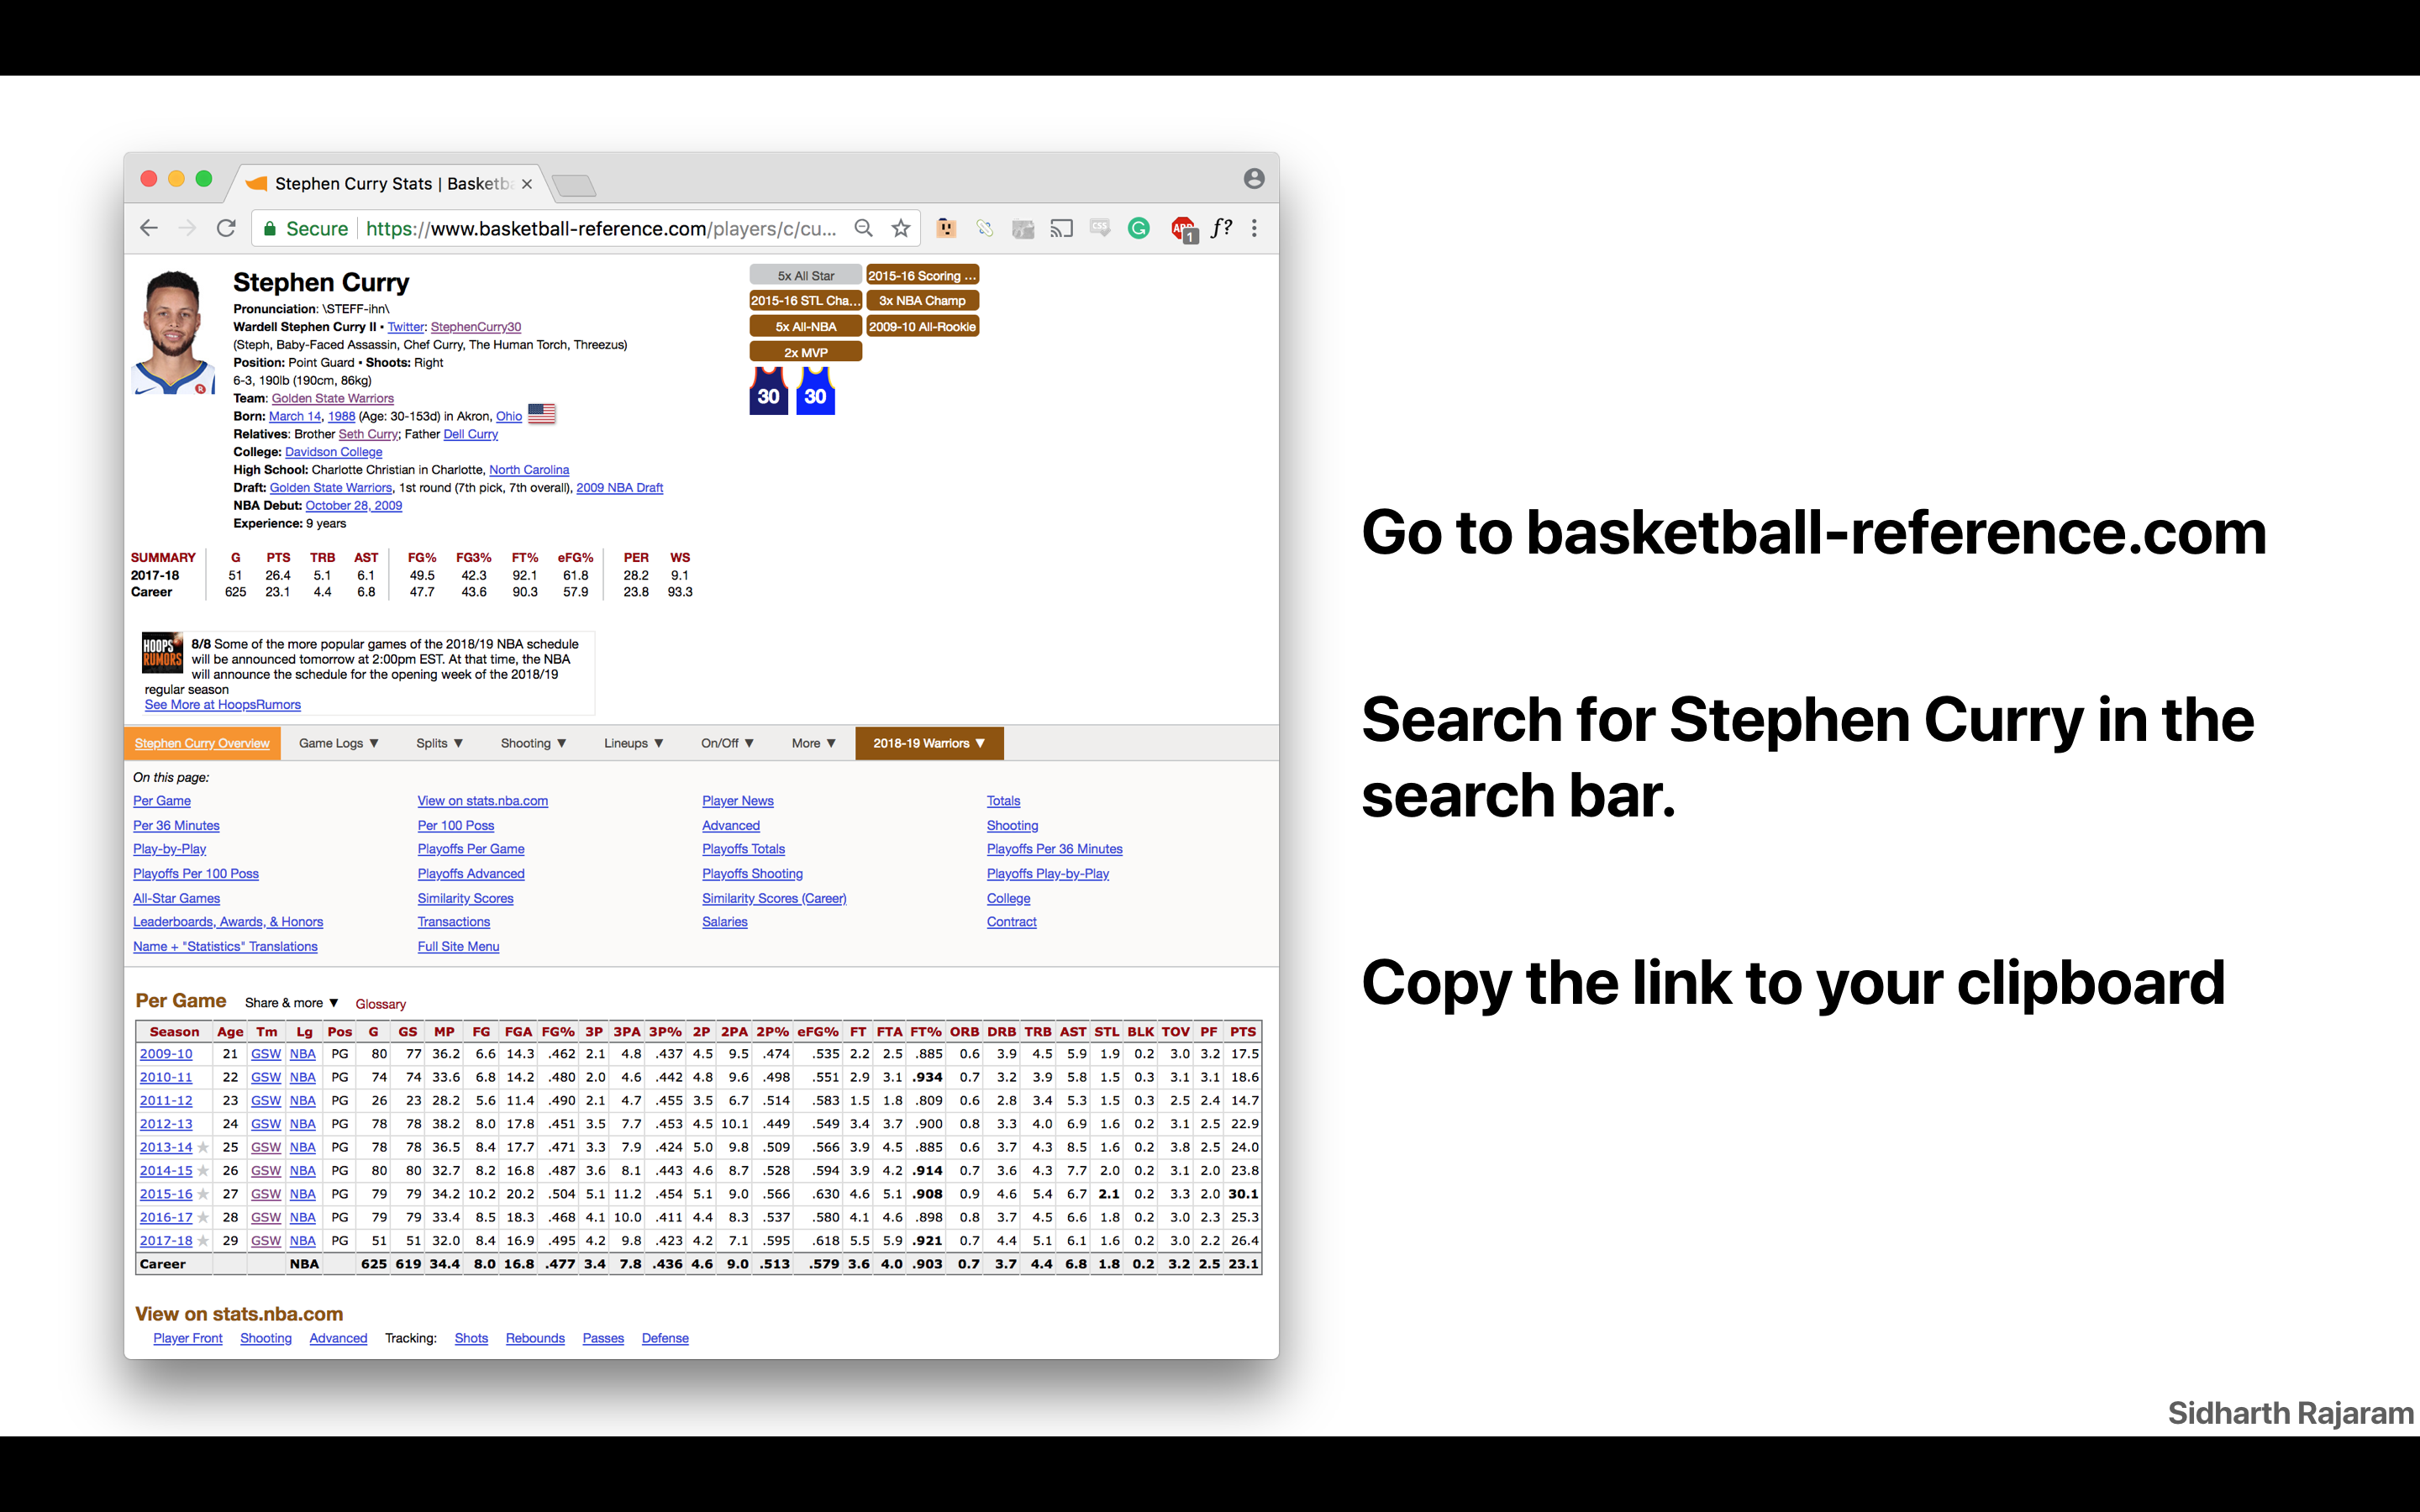 Stephen Curry Stats | Basketb
Secure https://www.basketball-reference.com/players/c/cu...
CSS
G
1
f?
Stephen Curry
Pronunciation: \STEFF-ihn\
Wardell Stephen Curry II ▪ Twitter: StephenCurry30
(Steph, Baby-Faced Assassin, Chef Curry, The Human Torch, Threezus)
Position: Point Guard ▪ Shoots: Right
6-3, 190lb (190cm, 86kg)
Team: Golden State Warriors
Born: March 14, 1988 (Age: 30-153d) in Akron, Ohio
Relatives: Brother Seth Curry; Father Dell Curry
College: Davidson College
High School: Charlotte Christian in Charlotte, North Carolina
Draft: Golden State Warriors, 1st round (7th pick, 7th overall), 2009 NBA Draft
NBA Debut: October 28, 2009
Experience: 9 years
5x All Star 2015-16 Scoring ...
2015-16 STL Cha... 3x NBA Champ
5x All-NBA 2009-10 All-Rookie
2x MVP
30 30
SUMMARY G PTS TRB AST FG% FG3% FT% eFG% PER WS
2017-18 51 26.4 5.1 6.1 49.5 42.3 92.1 61.8 28.2 9.1
Career 625 23.1 4.4 6.8 47.7 43.6 90.3 57.9 23.8 93.3
HOOPS RUMORS
8/8 Some of the more popular games of the 2018/19 NBA schedule
will be announced tomorrow at 2:00pm EST. At that time, the NBA
will announce the schedule for the opening week of the 2018/19
regular season
See More at HoopsRumors
Stephen Curry Overview Game Logs ▼ Splits ▼ Shooting ▼ Lineups ▼ On/Off ▼ More ▼ 2018-19 Warriors ▼
On this page:
Per Game View on stats.nba.com Player News Totals
Per 36 Minutes Per 100 Poss Advanced Shooting
Play-by-Play Playoffs Per Game Playoffs Totals Playoffs Per 36 Minutes
Playoffs Per 100 Poss Playoffs Advanced Playoffs Shooting Playoffs Play-by-Play
All-Star Games Similarity Scores Similarity Scores (Career) College
Leaderboards, Awards, & Honors Transactions Salaries Contract
Name + "Statistics" Translations Full Site Menu
Per Game Share & more ▼ Glossary
Season Age Tm Lg Pos G GS MP FG FGA FG% 3P 3PA 3P% 2P 2PA 2P% eFG% FT FTA FT% ORB DRB TRB AST STL BLK TOV PF PTS
2009-10 21 GSW NBA PG 80 77 36.2 6.6 14.3 .462 2.1 4.8 .437 4.5 9.5 .474 .535 2.2 2.5 .885 0.6 3.9 4.5 5.9 1.9 0.2 3.0 3.2 17.5
2010-11 22 GSW NBA PG 74 74 33.6 6.8 14.2 .480 2.0 4.6 .442 4.8 9.6 .498 .551 2.9 3.1 .934 0.7 3.2 3.9 5.8 1.5 0.3 3.1 3.1 18.6
2011-12 23 GSW NBA PG 26 23 28.2 5.6 11.4 .490 2.1 4.7 .455 3.5 6.7 .514 .583 1.5 1.8 .809 0.6 2.8 3.4 5.3 1.5 0.3 2.5 2.4 14.7
2012-13 24 GSW NBA PG 78 78 38.2 8.0 17.8 .451 3.5 7.7 .453 4.5 10.1 .449 .549 3.4 3.7 .900 0.8 3.3 4.0 6.9 1.6 0.2 3.1 2.5 22.9
2013-14 ★ 25 GSW NBA PG 78 78 36.5 8.4 17.7 .471 3.3 7.9 .424 5.0 9.8 .509 .566 3.9 4.5 .885 0.6 3.7 4.3 8.5 1.6 0.2 3.8 2.5 24.0
2014-15 ★ 26 GSW NBA PG 80 80 32.7 8.2 16.8 .487 3.6 8.1 .443 4.6 8.7 .528 .594 3.9 4.2 .914 0.7 3.6 4.3 7.7 2.0 0.2 3.1 2.0 23.8
2015-16 ★ 27 GSW NBA PG 79 79 34.2 10.2 20.2 .504 5.1 11.2 .454 5.1 9.0 .566 .630 4.6 5.1 .908 0.9 4.6 5.4 6.7 2.1 0.2 3.3 2.0 30.1
2016-17 ★ 28 GSW NBA PG 79 79 33.4 8.5 18.3 .468 4.1 10.0 .411 4.4 8.3 .537 .580 4.1 4.6 .898 0.8 3.7 4.5 6.6 1.8 0.2 3.0 2.3 25.3
2017-18 ★ 29 GSW NBA PG 51 51 32.0 8.4 16.9 .495 4.2 9.8 .423 4.2 7.1 .595 .618 5.5 5.9 .921 0.7 4.4 5.1 6.1 1.6 0.2 3.0 2.2 26.4
Career NBA 625 619 34.4 8.0 16.8 .477 3.4 7.8 .436 4.6 9.0 .513 .579 3.6 4.0 .903 0.7 3.7 4.4 6.8 1.8 0.2 3.2 2.5 23.1
View on stats.nba.com
Player Front Shooting Advanced Tracking: Shots Rebounds Passes Defense
Go to basketball-reference.com
Search for Stephen Curry in the
search bar.
Copy the link to your clipboard
Sidharth Rajaram